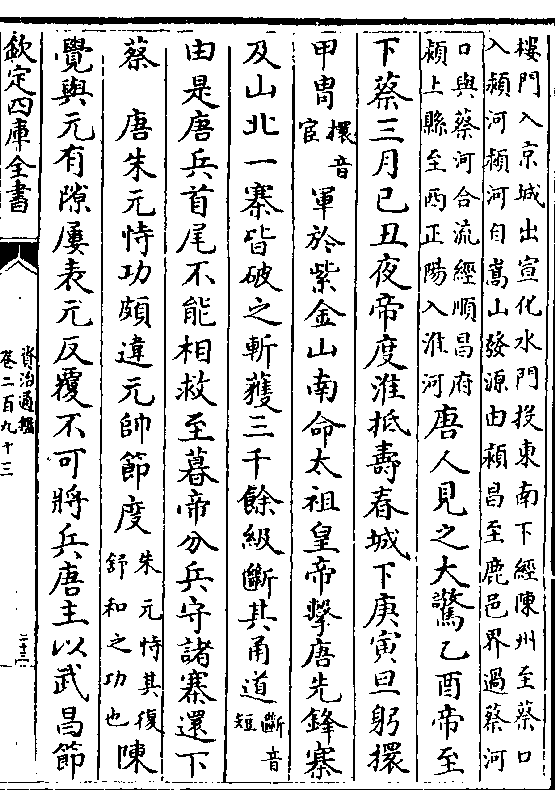 樓門入京城出宣化水門投東南下經陳州至蔡口
入潁河潁河自嵩山發源由潁昌至鹿邑界過蔡河
口與蔡河合流經順昌府
潁上縣至西正陽入淮河
唐人見之大驚乙酉帝至
下蔡三月己丑夜帝度淮抵壽春城下庚寅旦躬擐
甲胄
擐音
宦
軍於紫金山南命太祖皇帝擊唐先鋒寨
及山北一寨皆破之斬獲三千餘級斷其甬道
斷音
短
由是唐兵首尾不能相救至暮帝分兵守諸寨還下
蔡 唐朱元恃功頗違元帥節度
朱元恃其復
舒和之功也
陳
覺與元有隙屢表元反覆不可將兵唐主以武昌節
欽定四庫全書
資治通鑑
卷二百九十三
二十三